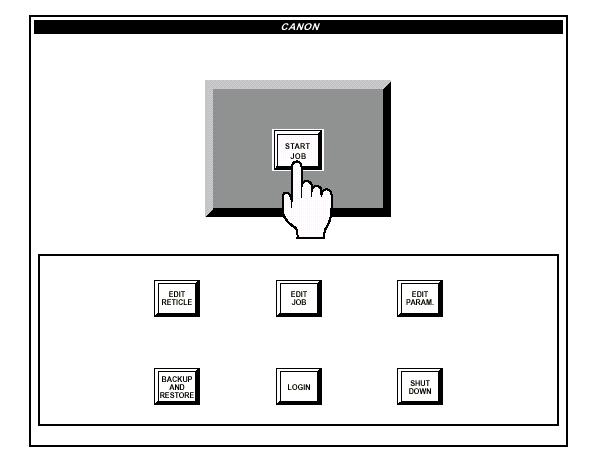 CANON
START
JOB
EDIT
RETICLE
EDIT
JOB
EDIT
PARAM.
BACKUP
AND
RESTORE
LOGIN
SHUT
DOWN